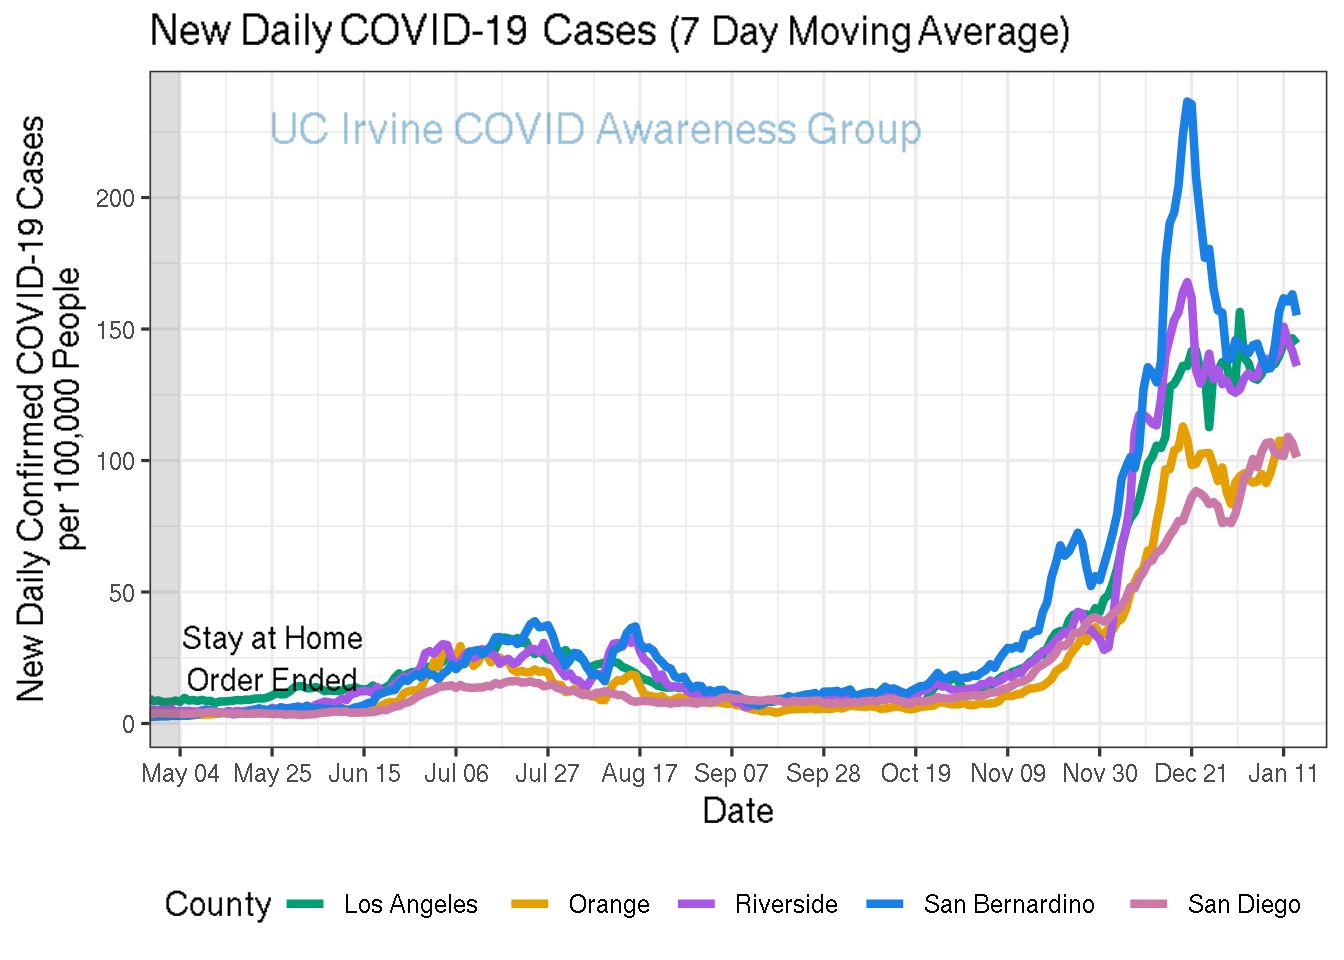 New Daily COVID-19 Cases (7 Day Moving Average)
UC Irvine COVID Awareness Group
New Daily Confirmed COVID-19 Cases
per 100,000 People
200
150
100
50
0
Stay at Home
Order Ended
May 04 May 25 Jun 15 Jul 06 Jul 27 Aug 17 Sep 07 Sep 28 Oct 19 Nov 09 Nov 30 Dec 21 Jan 11
Date
County Los Angeles Orange Riverside San Bernardino San Diego